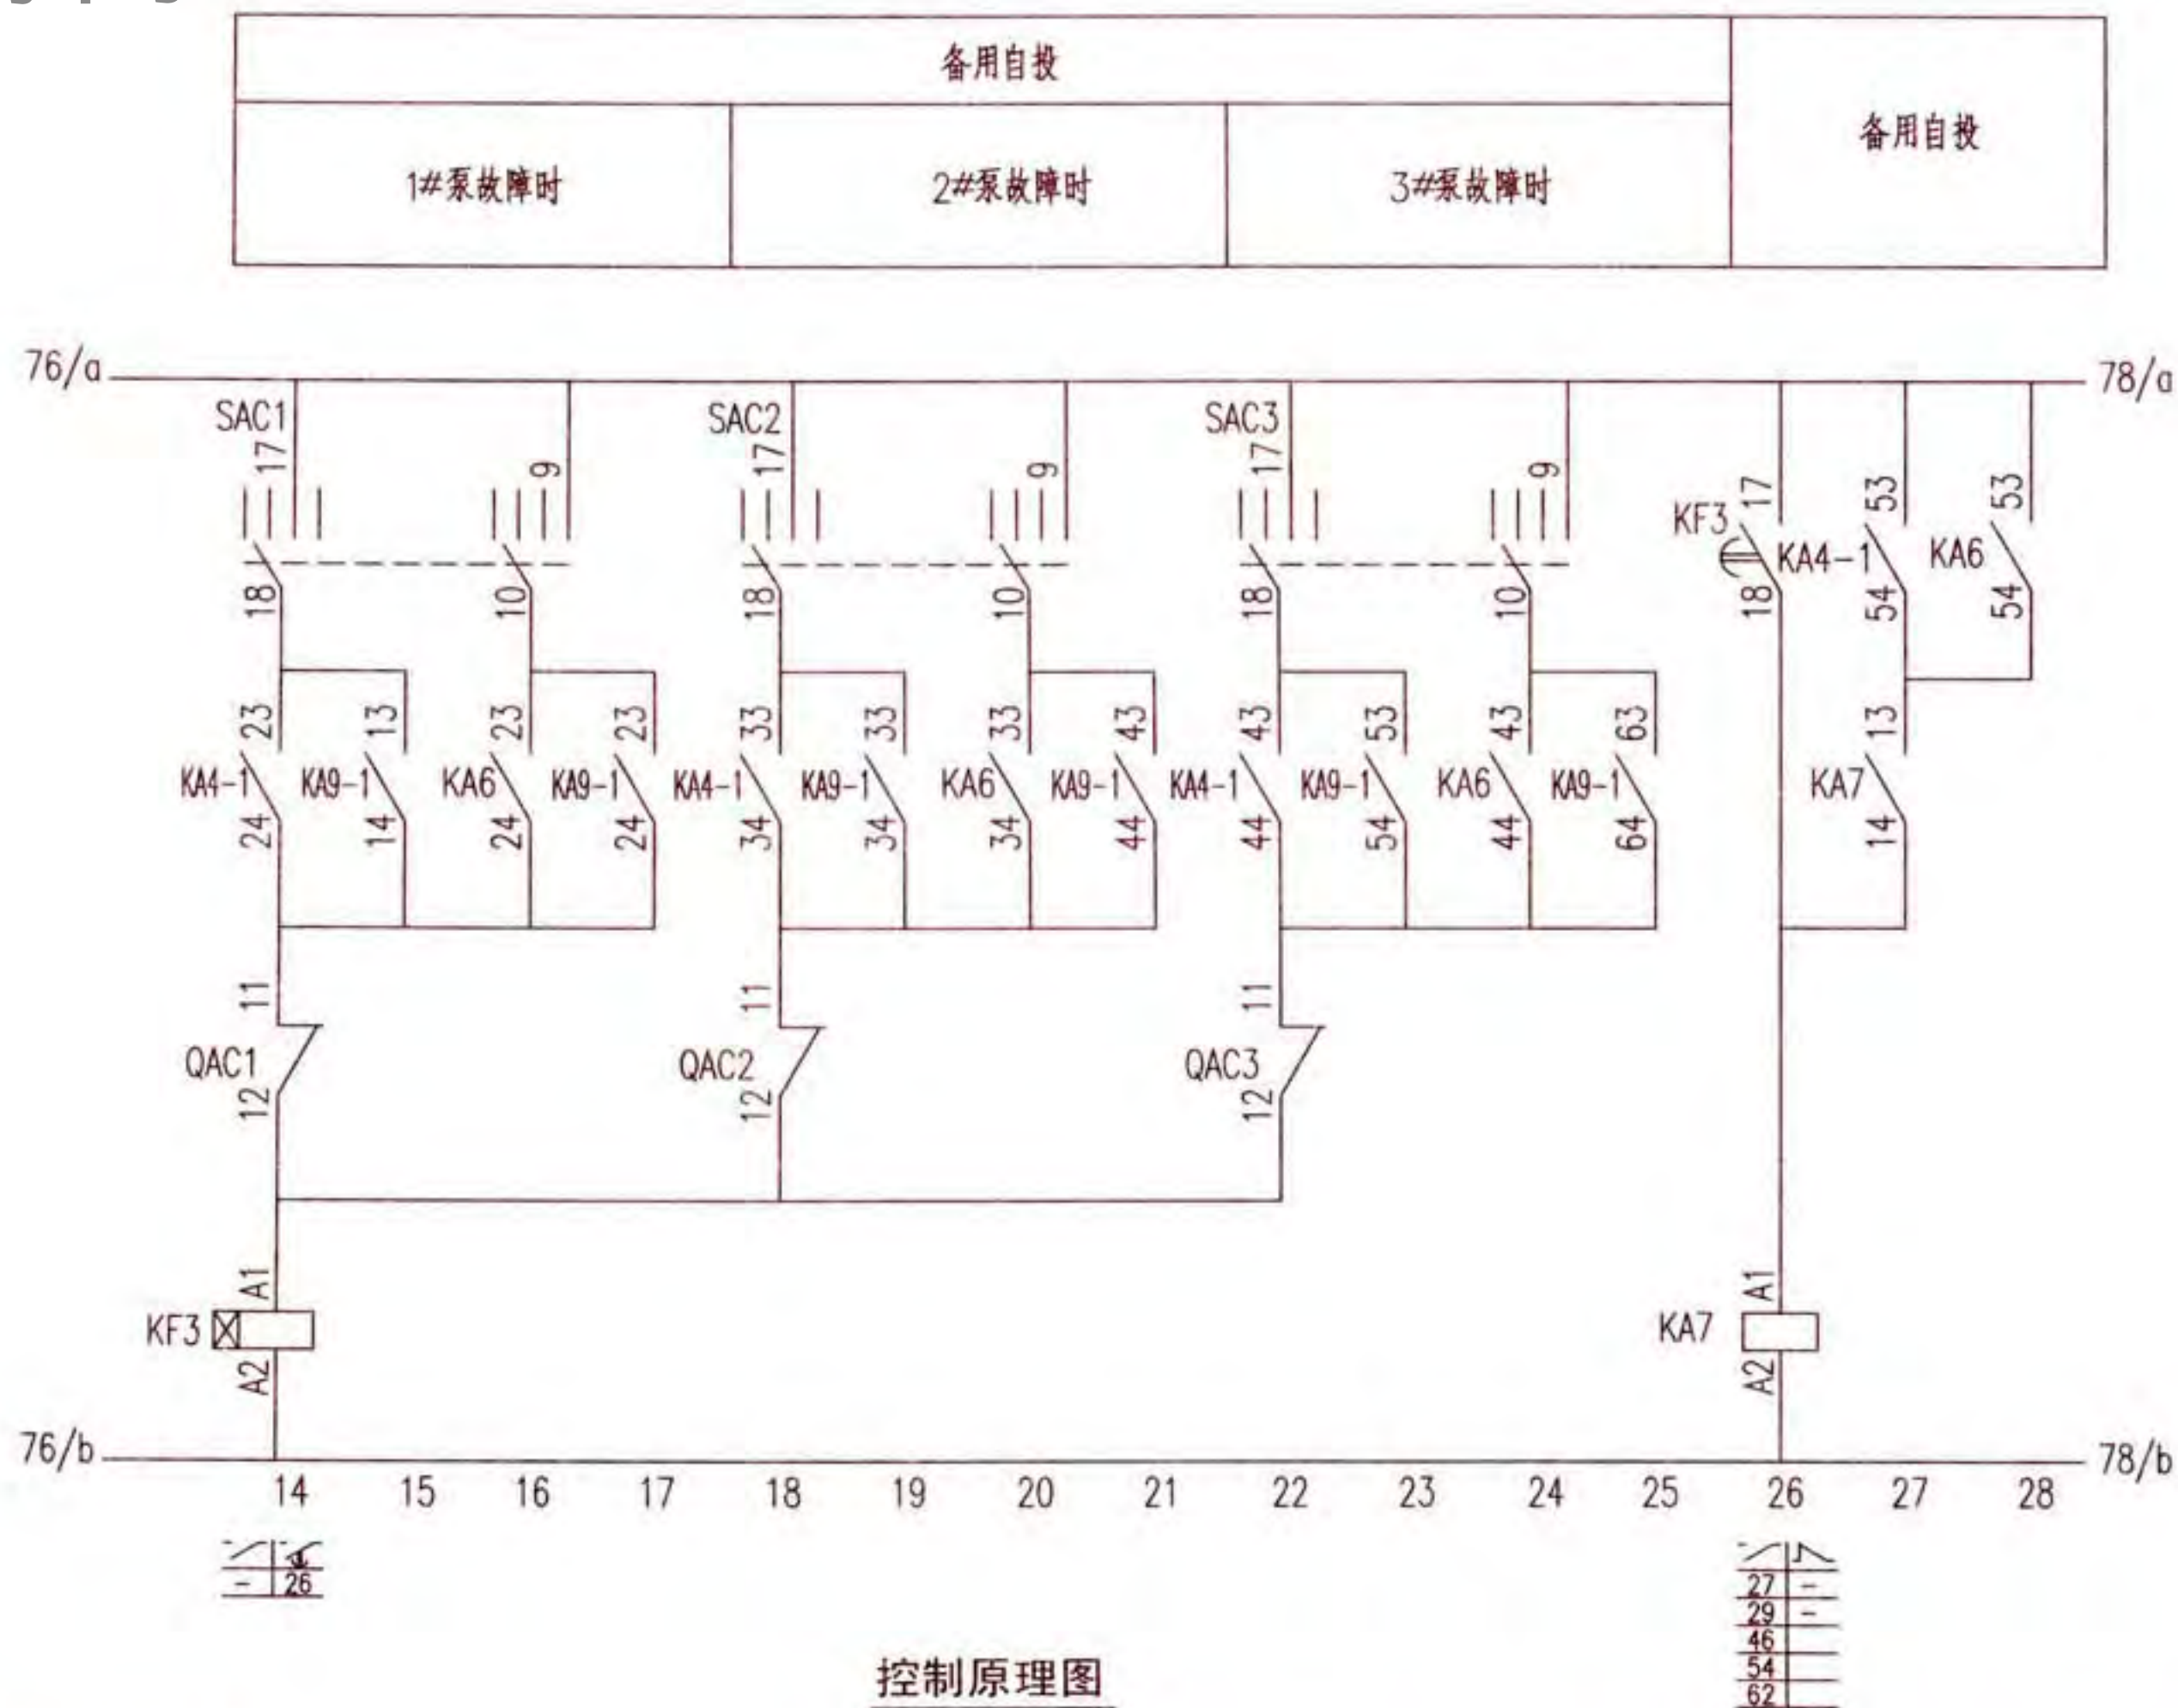 备用自投
备用自投
1#泵故障时
2#泵故障时
3#泵故障时
76/a
78/a
SAC1
SAC2
SAC3
17
9
17
9
17
9
17
53
53
KF3
KA4-1
KA6
18
10
18
10
18
10
18
54
54
23
13
23
23
33
33
33
43
43
53
43
63
13
KA4-1
KA9-1
KA6
KA9-1
KA4-1
KA9-1
KA6
KA9-1
KA4-1
KA9-1
KA6
KA9-1
KA7
24
14
24
24
34
34
34
44
44
54
44
64
14
11
11
11
QAC1
QAC2
QAC3
12
12
12
A1
A1
KF3
KA7
A2
A2
76/b
78/b
14 15 16 17 18 19 20 21 22 23 24 25 26 27 28
- 26
27 -
29 -
46
54
62
控制原理图